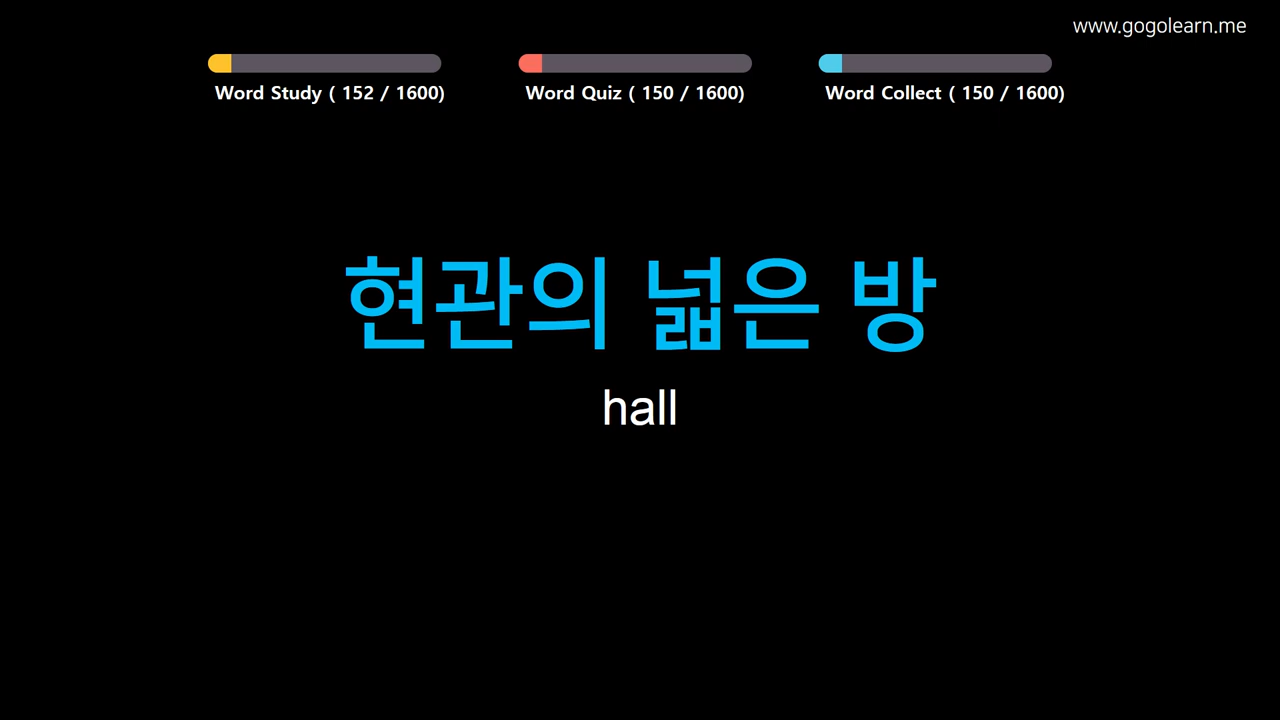 www.gogolearn.me
Word Study ( 152 / 1600)
Word Quiz ( 150 / 1600)
Word Collect ( 150 / 1600)
현관의 넓은 방
hall